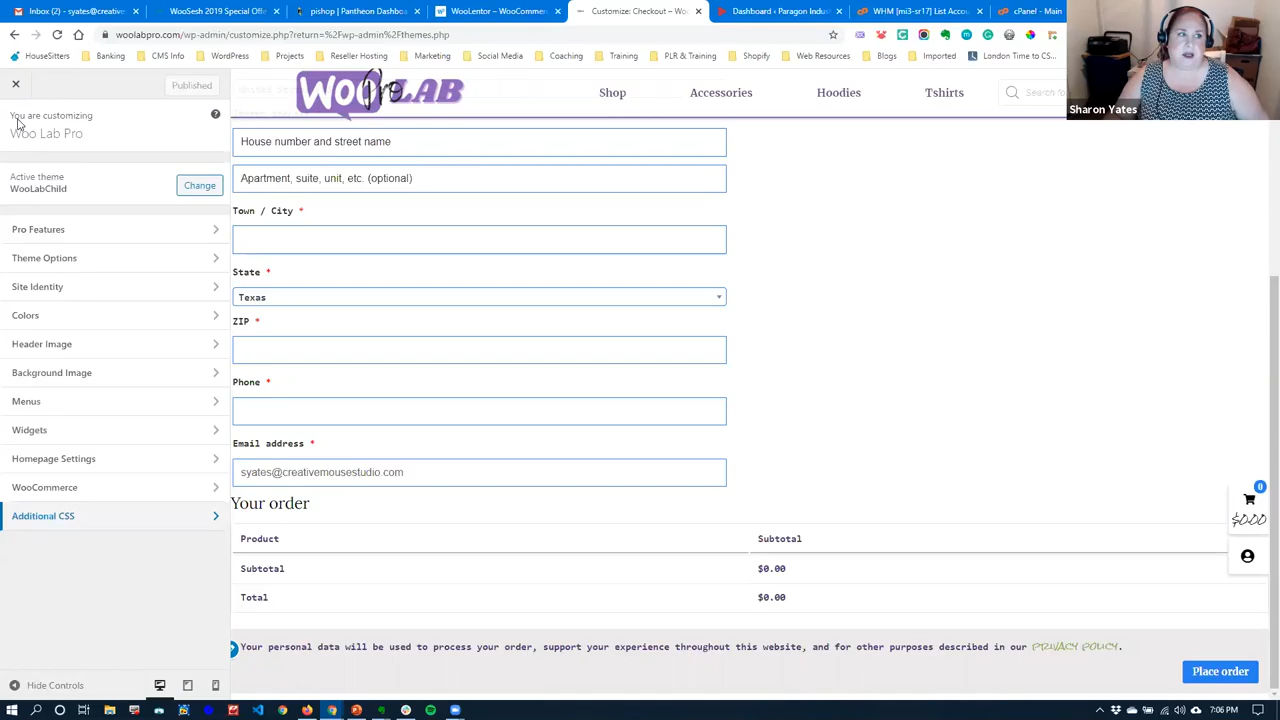 Inbox (2) - syates@creative
WooSesh 2019 Special Offe
pishop | Pantheon Dashboa
WooLentor – WooCommer
Customize: Checkout – Wo
Dashboard ‹ Paragon Indust
WHM [mi3-sr17] List Accou
cPanel - Main
woolabpro.com/wp-admin/customize.php?return=%2Fwp-admin%2Fthemes.php
HouseSitters
Banking
CMS Info
WordPress
Projects
Reseller Hosting
Marketing
Social Media
Coaching
Training
PLR & Training
Shopify
Web Resources
Blogs
Imported
London Time to CS...
Sharon Yates
Published
WOO Pro LAB
Shop
Accessories
Hoodies
Tshirts
Search
You are customizing
Woo Lab Pro
Active theme
WooLabChild
Change
Pro Features
Theme Options
Site Identity
Colors
Header Image
Background Image
Menus
Widgets
Homepage Settings
WooCommerce
Additional CSS
Hide Controls
House number and street name
Apartment, suite, unit, etc. (optional)
Town / City *
State *
Texas
ZIP *
Phone *
Email address *
syates@creativemousestudio.com
Your order
Product Subtotal
Subtotal $0.00
Total $0.00
Your personal data will be used to process your order, support your experience throughout this website, and for other purposes described in our PRIVACY POLICY.
Place order
0
$0.00
7:06 PM